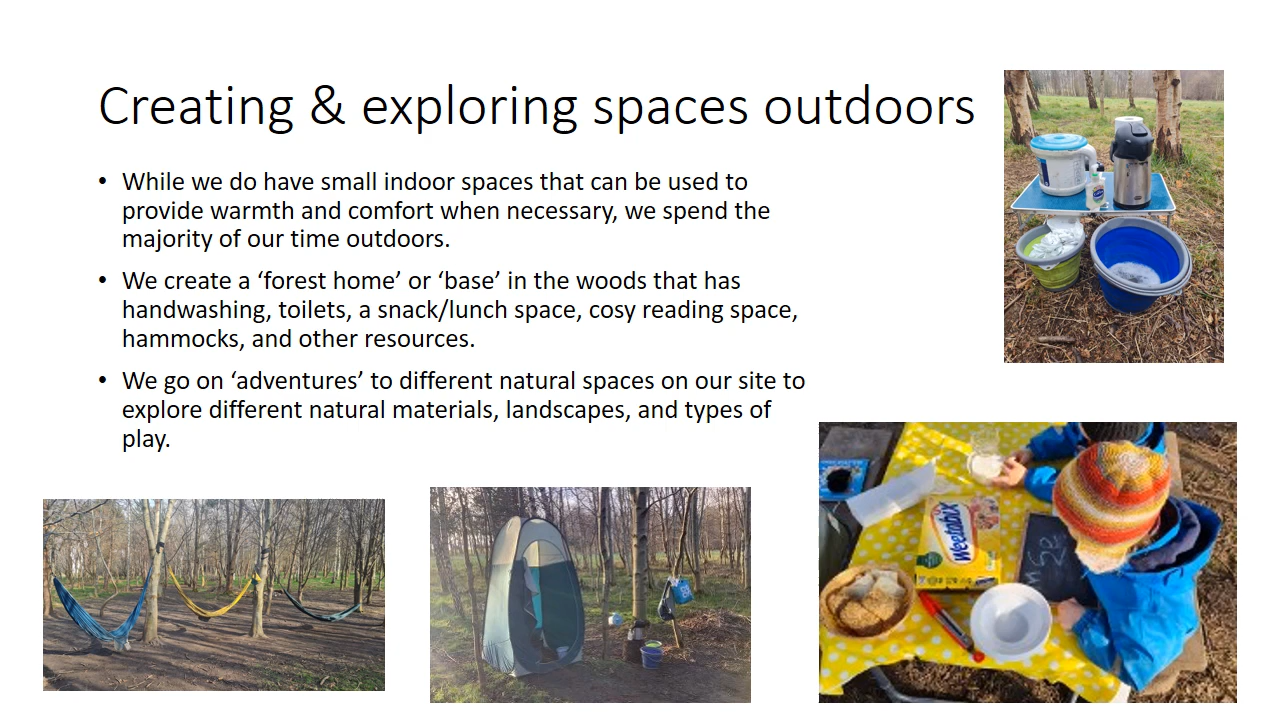 Creating & exploring spaces outdoors
• While we do have small indoor spaces that can be used to
provide warmth and comfort when necessary, we spend the
majority of our time outdoors.
• We create a ‘forest home’ or ‘base’ in the woods that has
handwashing, toilets, a snack/lunch space, cosy reading space,
hammocks, and other resources.
• We go on ‘adventures’ to different natural spaces on our site to
explore different natural materials, landscapes, and types of
play.
Weetabix